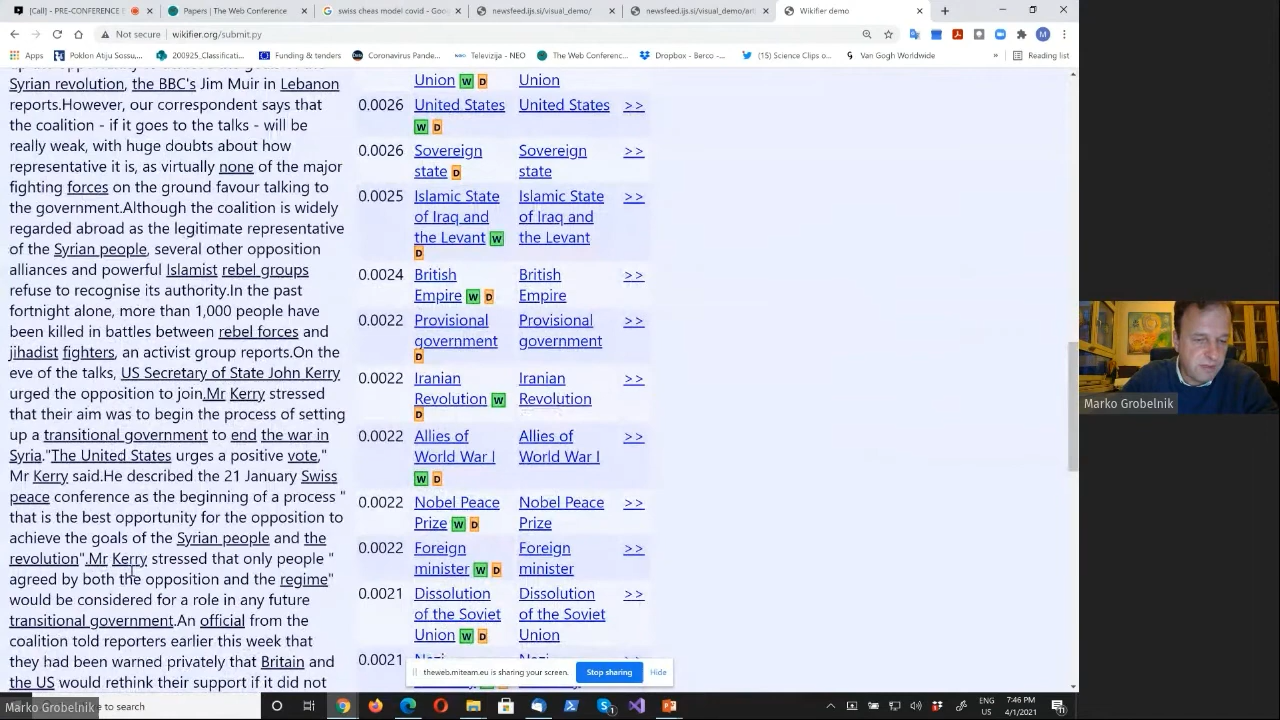 [Call] - PRE-CONFERENCE E
Papers | The Web Conference
swiss cheas model covid - Goo
newsfeed.ijs.si/visual_demo/
newsfeed.ijs.si/visual_demo/art
Wikifier demo
Not secure | wikifier.org/submit.py
Apps
Poklon Atiju Sossu,...
200925_Classificati...
Funding & tenders
Coronavirus Pande...
Televizija - NEO
The Web Conferenc...
Dropbox - Berco -...
(15) Science Clips o...
Van Gogh Worldwide
Reading list
Syrian revolution, the BBC's Jim Muir in Lebanon
reports.However, our correspondent says that
the coalition - if it goes to the talks - will be
really weak, with huge doubts about how
representative it is, as virtually none of the major
fighting forces on the ground favour talking to
the government.Although the coalition is widely
regarded abroad as the legitimate representative
of the Syrian people, several other opposition
alliances and powerful Islamist rebel groups
refuse to recognise its authority.In the past
fortnight alone, more than 1,000 people have
been killed in battles between rebel forces and
jihadist fighters, an activist group reports.On the
eve of the talks, US Secretary of State John Kerry
urged the opposition to join.Mr Kerry stressed
that their aim was to begin the process of setting
up a transitional government to end the war in
Syria."The United States urges a positive vote,"
Mr Kerry said.He described the 21 January Swiss
peace conference as the beginning of a process "
that is the best opportunity for the opposition to
achieve the goals of the Syrian people and the
revolution".Mr Kerry stressed that only people "
agreed by both the opposition and the regime"
would be considered for a role in any future
transitional government.An official from the
coalition told reporters earlier this week that
they had been warned privately that Britain and
the US would rethink their support if it did not
Union W D Union
0.0026 United States United States >>
W D
0.0026 Sovereign Sovereign >>
state D state
0.0025 Islamic State Islamic State >>
of Iraq and of Iraq and
the Levant W the Levant
D
0.0024 British British >>
Empire W D Empire
0.0022 Provisional Provisional >>
government government
D
0.0022 Iranian Iranian >>
Revolution W Revolution
D
0.0022 Allies of Allies of >>
World War I World War I
W D
0.0022 Nobel Peace Nobel Peace >>
Prize W D Prize
0.0022 Foreign Foreign >>
minister W D minister
0.0021 Dissolution Dissolution >>
of the Soviet of the Soviet
Union W D Union
0.0021
theweb.miteam.eu is sharing your screen.
Stop sharing
Hide
Marko Grobelnik
Marko Grobelnik
e to search
ENG
US
7:46 PM
4/1/2021